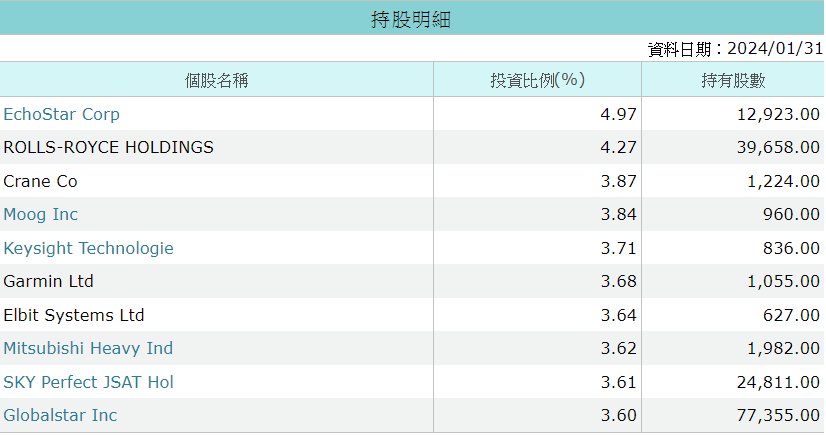 持股明細
資料日期：2024/01/31
個股名稱 投資比例(%) 持有股數
EchoStar Corp 4.97 12,923.00
ROLLS-ROYCE HOLDINGS 4.27 39,658.00
Crane Co 3.87 1,224.00
Moog Inc 3.84 960.00
Keysight Technologie 3.71 836.00
Garmin Ltd 3.68 1,055.00
Elbit Systems Ltd 3.64 627.00
Mitsubishi Heavy Ind 3.62 1,982.00
SKY Perfect JSAT Hol 3.61 24,811.00
Globalstar Inc 3.60 77,355.00